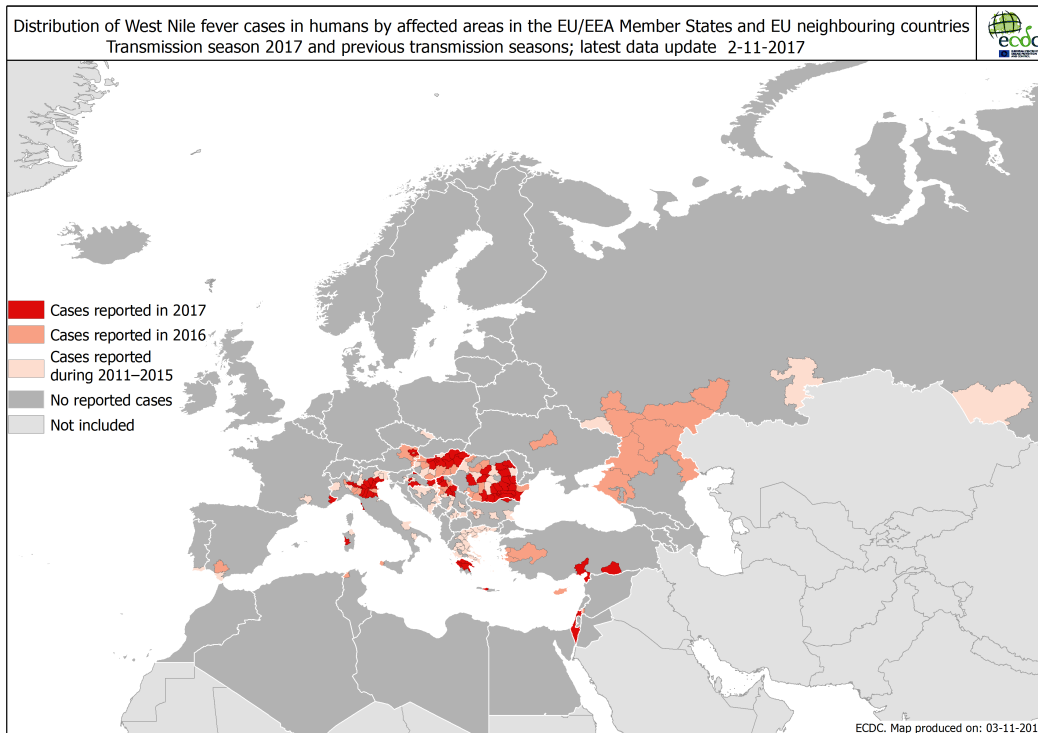 Distribution of West Nile fever cases in humans by affected areas in the EU/EEA Member States and EU neighbouring countries
Transmission season 2017 and previous transmission seasons; latest data update 2-11-2017
ecdc
Cases reported in 2017
Cases reported in 2016
Cases reported
during 2011–2015
No reported cases
Not included
ECDC. Map produced on: 03-11-201